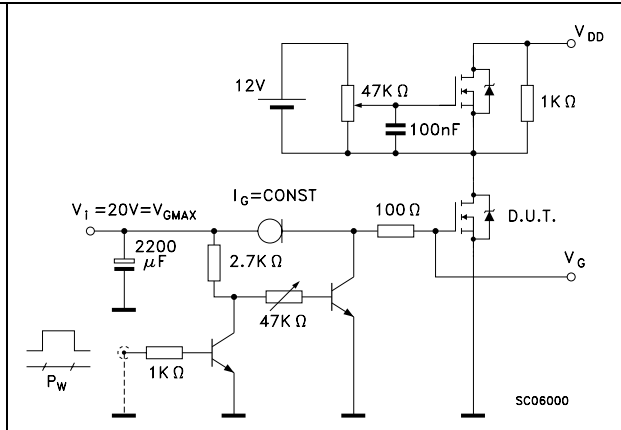 V_DD
12V
47K Ω
1K Ω
100nF
I_G=CONST
V_i =20V=V_GMAX
100Ω
D.U.T.
2200
μF
2.7K Ω
V_G
47K Ω
1K Ω
P_W
SC06000